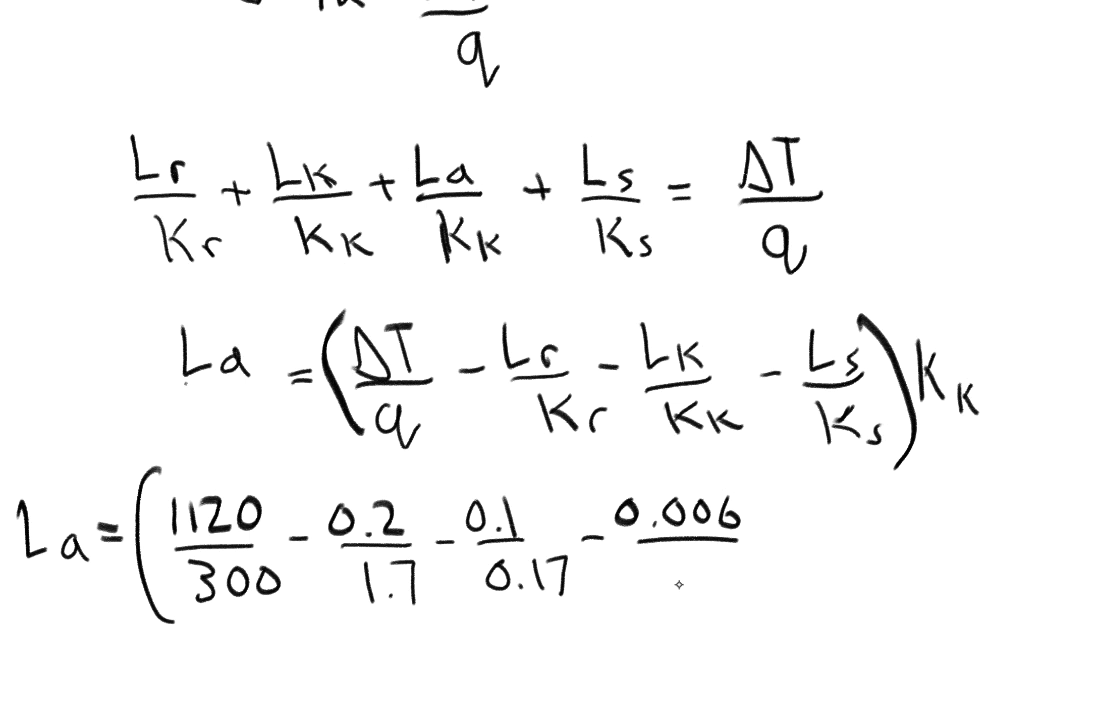 q
Lr/Kr + LK/KK + La/KK + Ls/Ks = ΔT/q
La = (ΔT/q - Lr/Kr - LK/KK - Ls/Ks) KK
La = (1120/300 - 0.2/1.7 - 0.1/0.17 - 0.006/